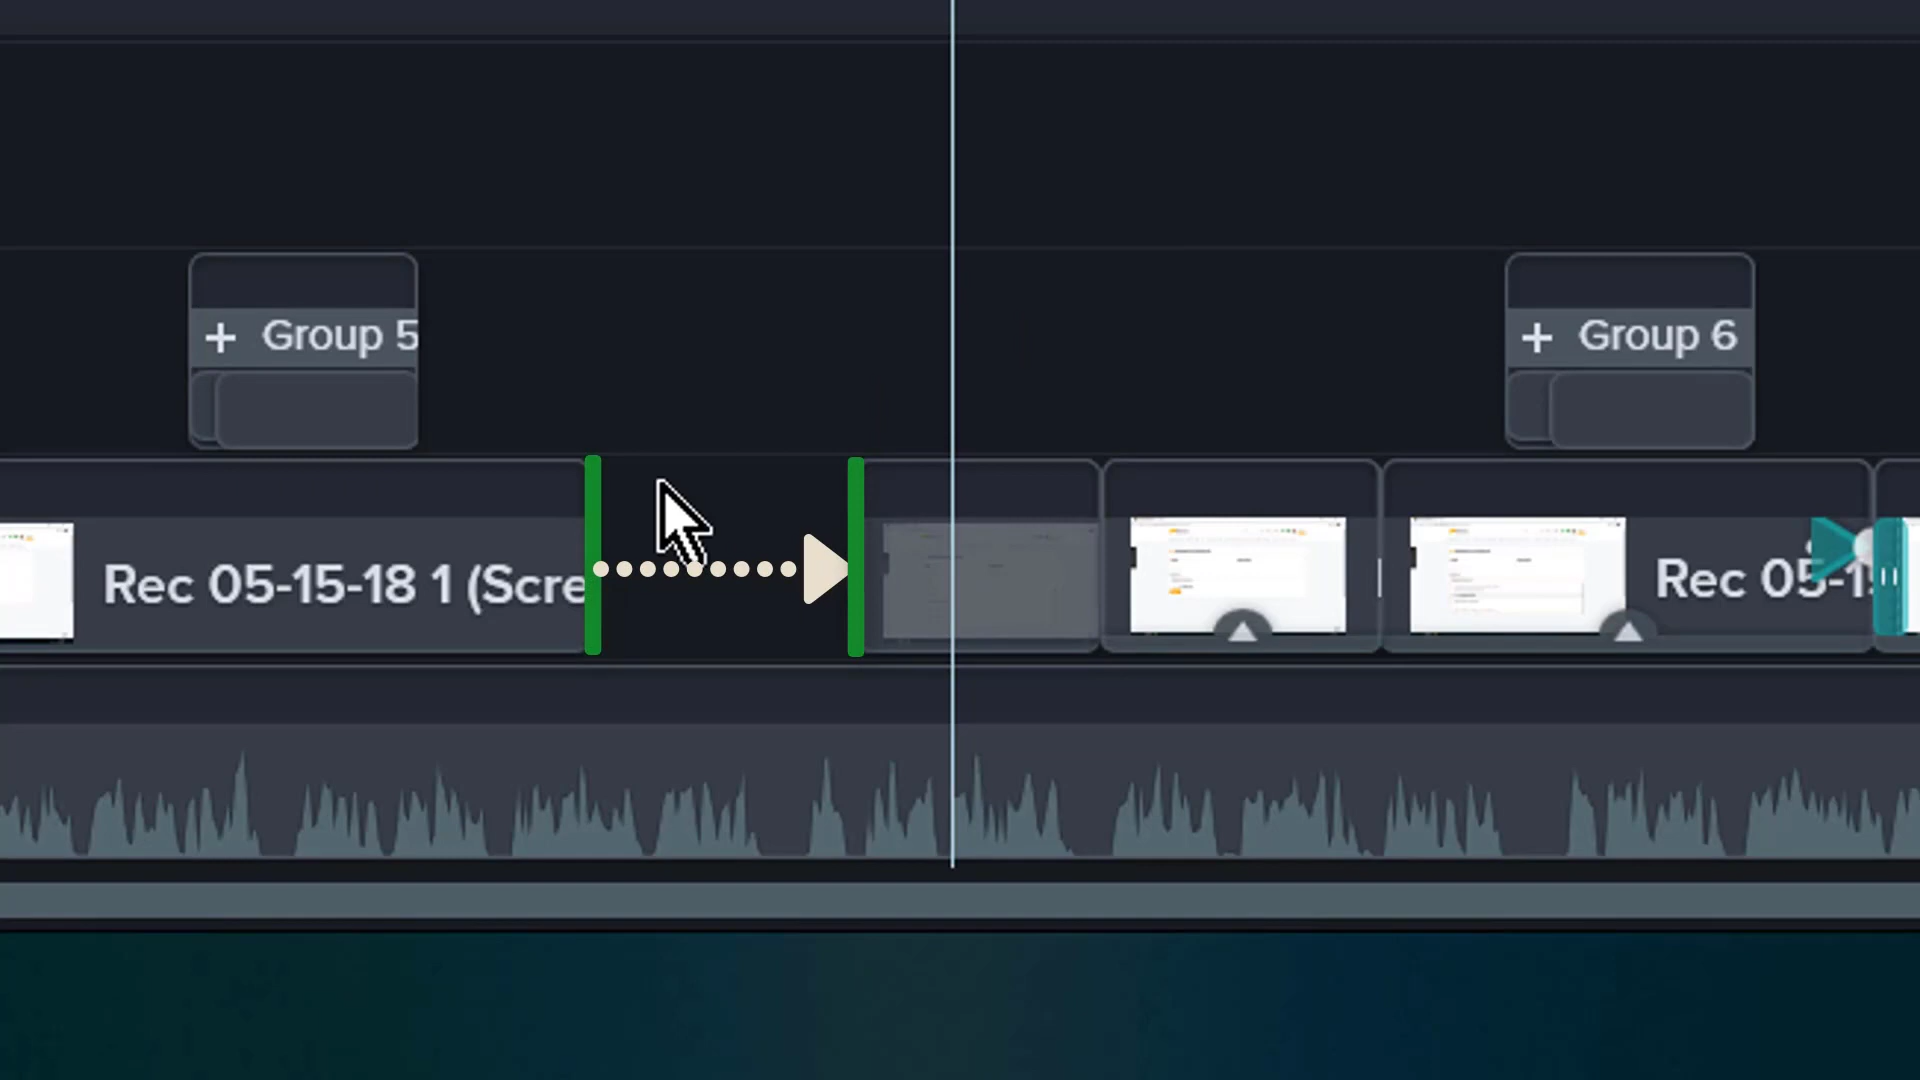 + Group 5
+ Group 6
Rec 05-15-18 1 (Scre
Rec 05-1